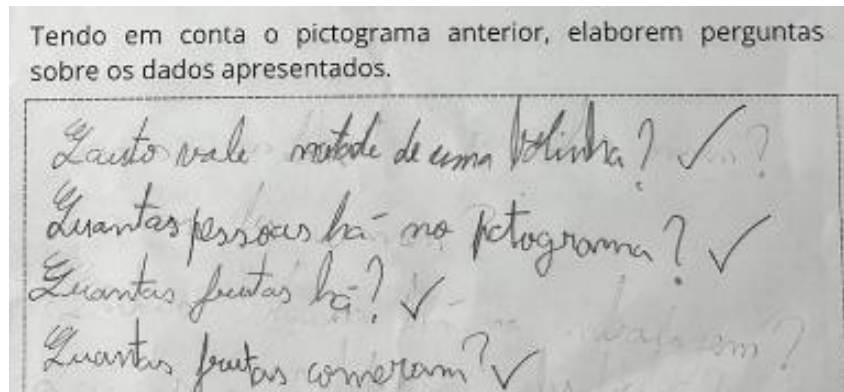 Tendo em conta o pictograma anterior, elaborem perguntas
sobre os dados apresentados.
Quanto vale metade de uma bolinha? ✓
Quantas pessoas há no pictograma? ✓
Quantas frutas há? ✓
Quantas frutas comeram? ✓